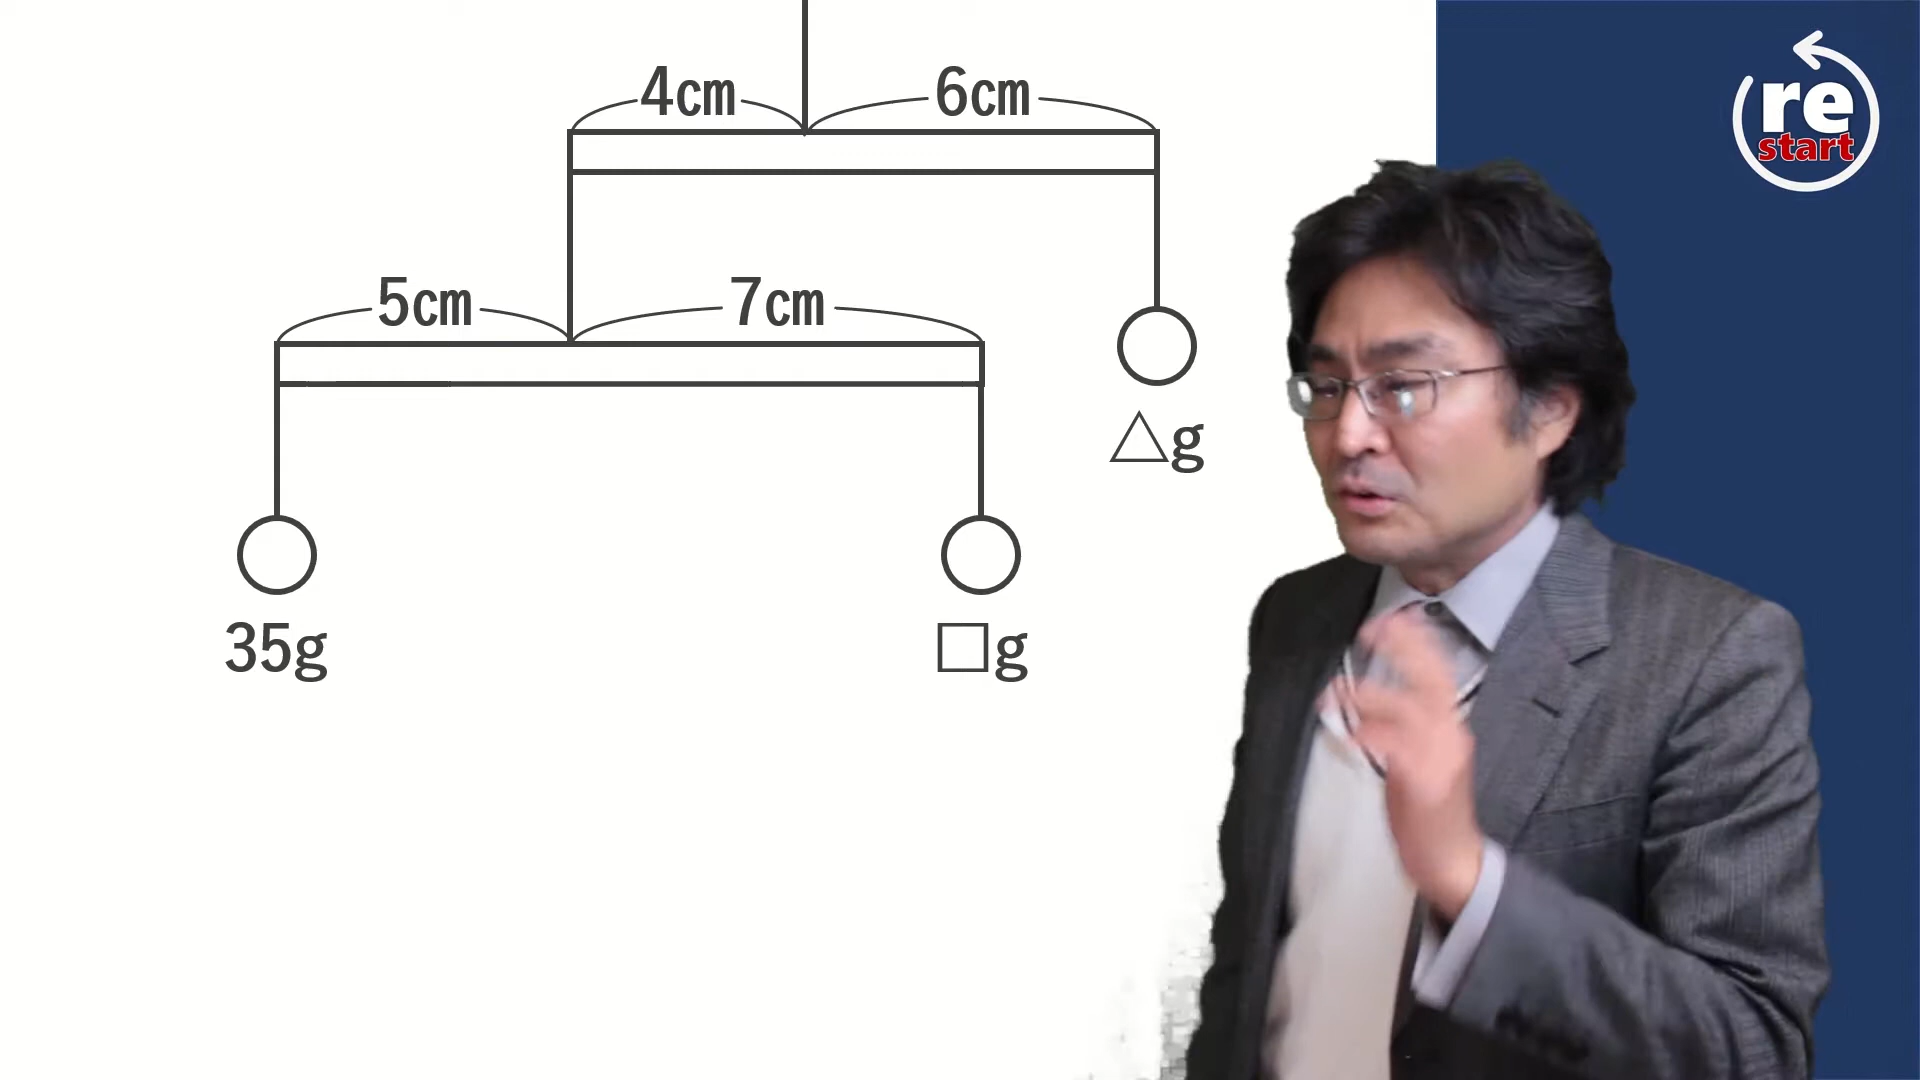 4cm 6cm
5cm 7cm
△g
35g □g
re
start